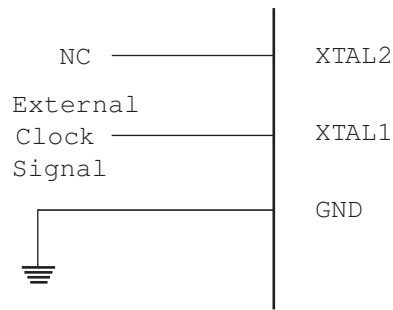 NC
XTAL2
External
Clock
Signal
XTAL1
GND